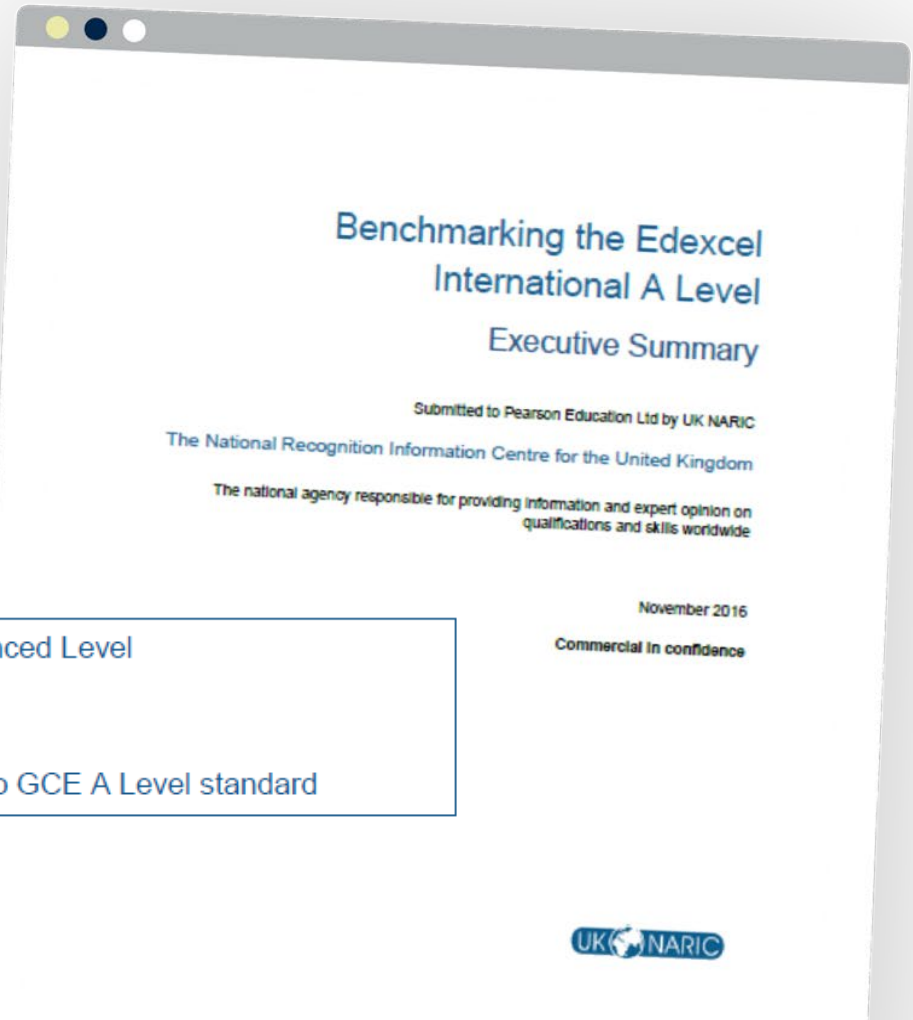 Benchmarking the Edexcel
International A Level
Executive Summary
Submitted to Pearson Education Ltd by UK NARIC
The National Recognition Information Centre for the United Kingdom
The national agency responsible for providing information and expert opinion on
qualifications and skills worldwide
November 2016
Commercial in confidence
Level
GCE A Level standard
UK NARIC